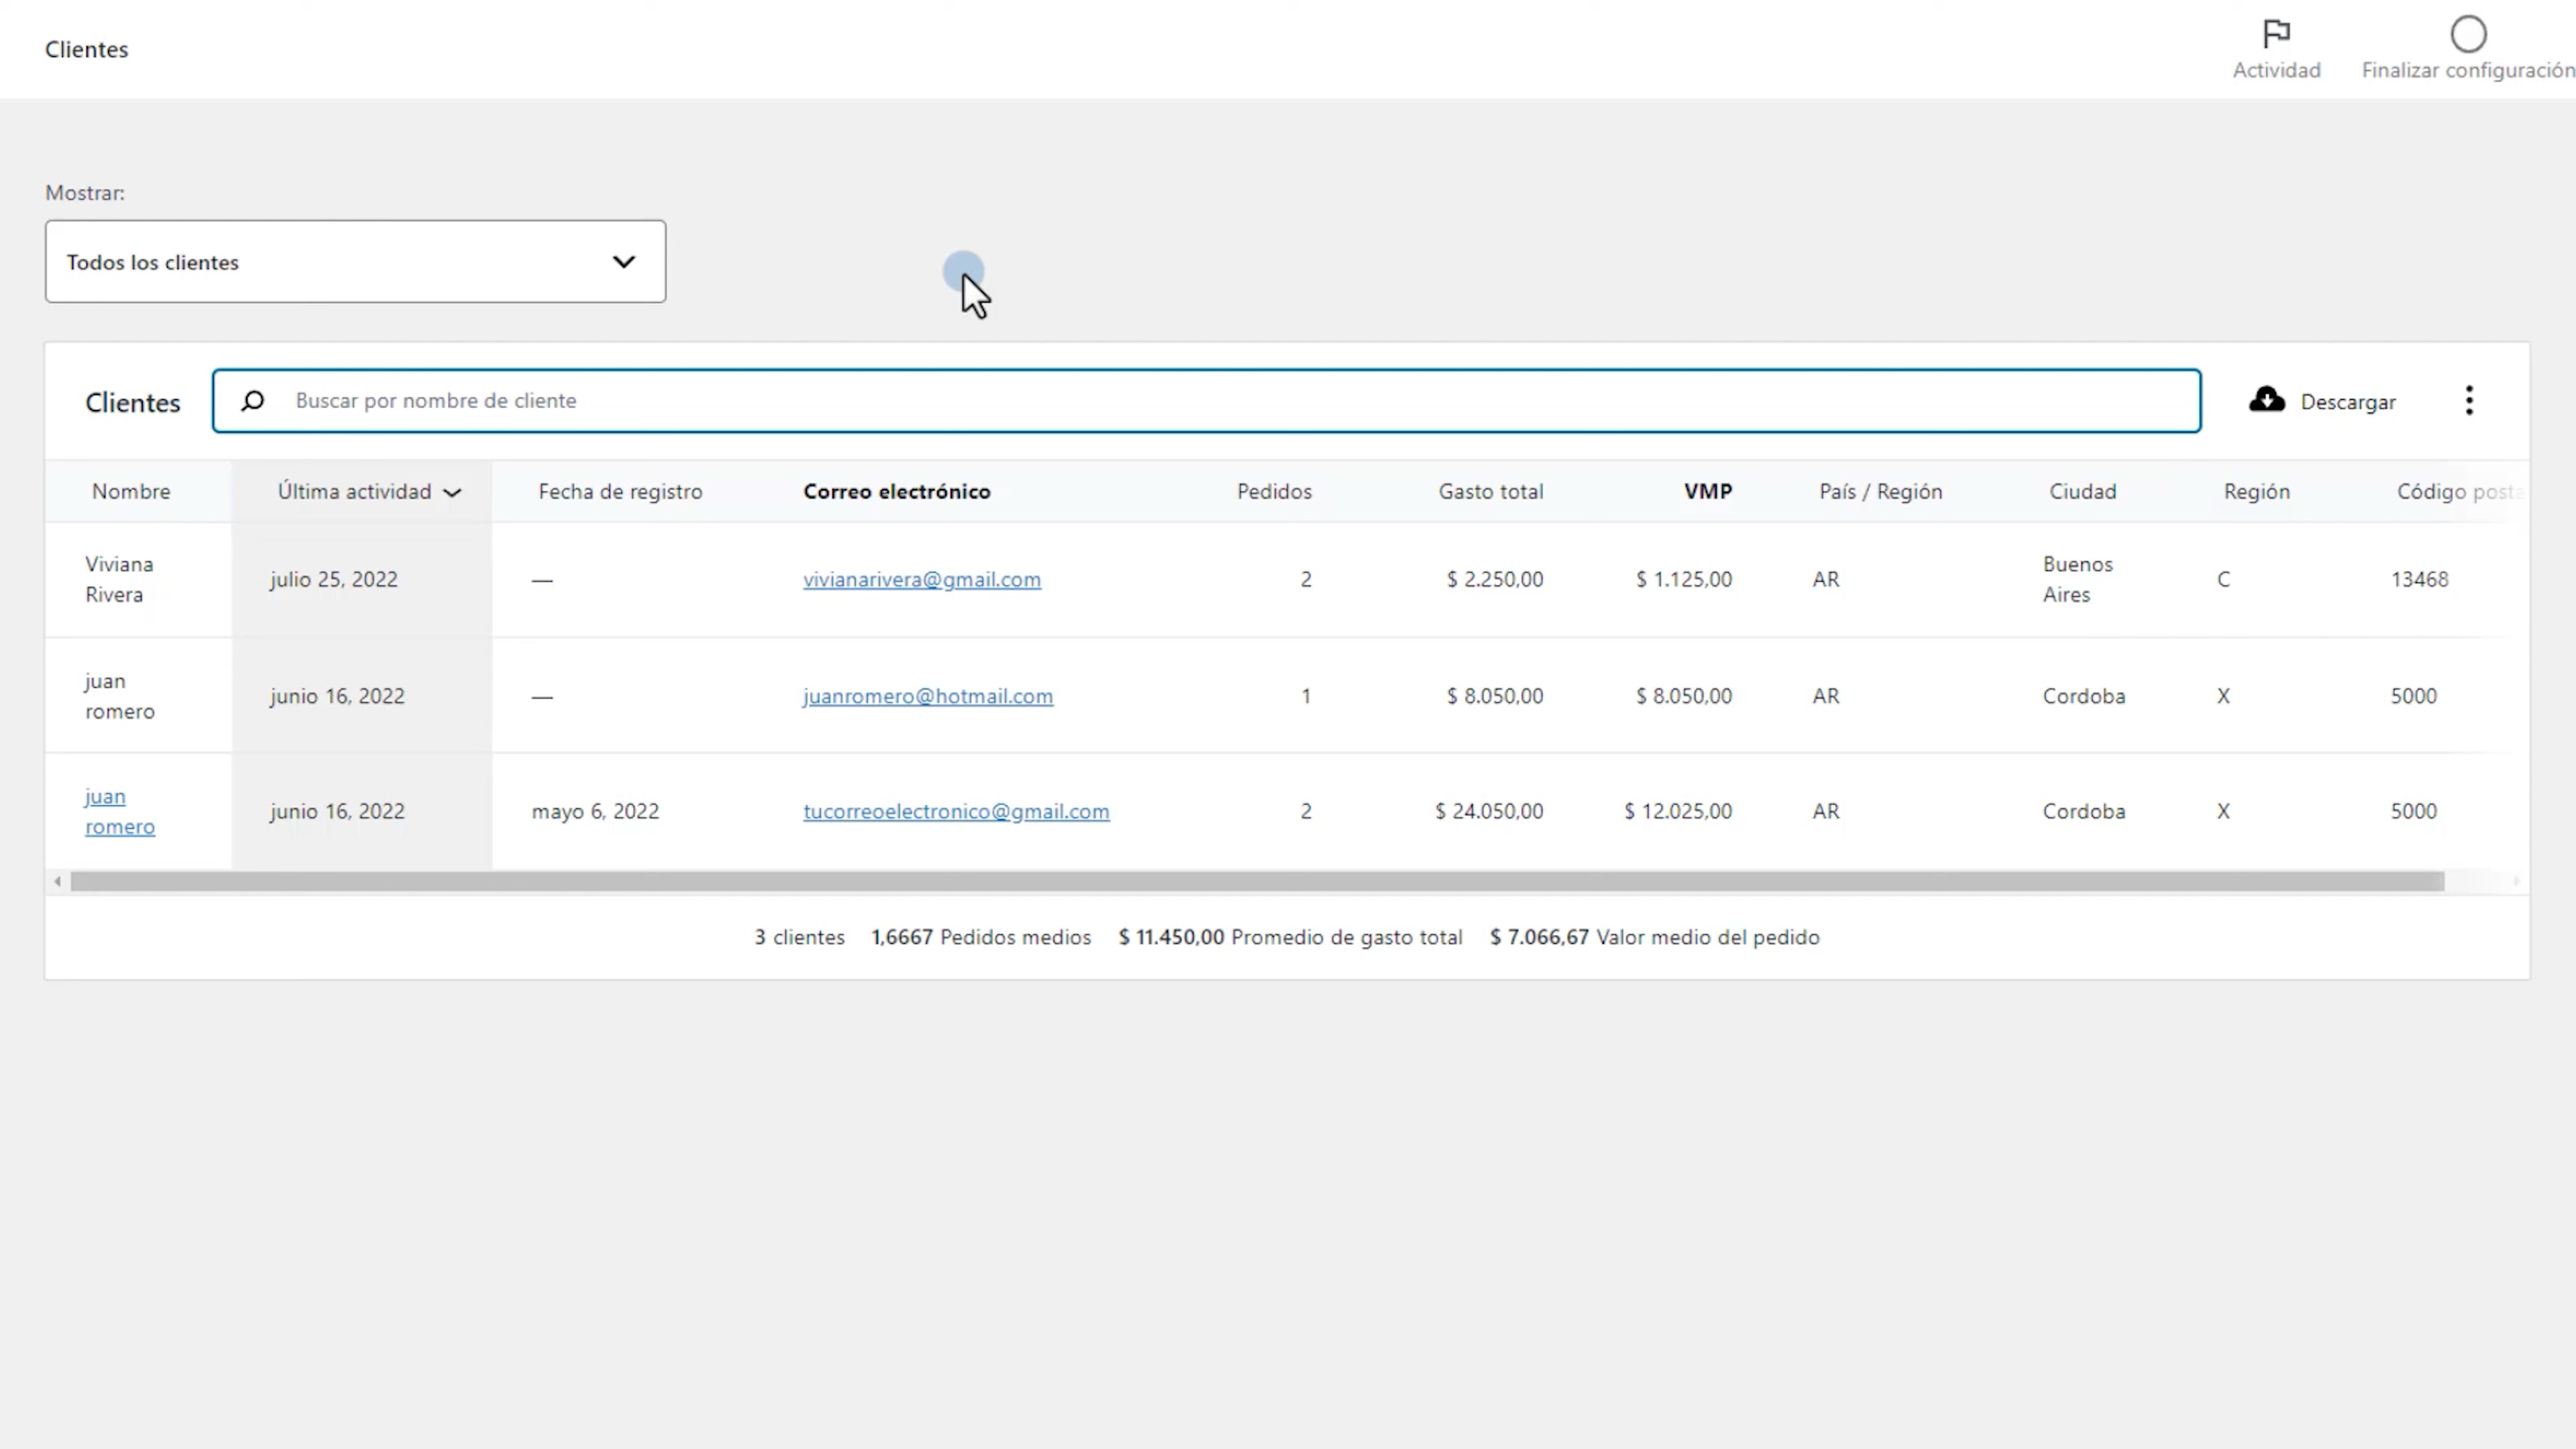 Clientes
Actividad
Finalizar configuración
Mostrar:
Todos los clientes
Clientes
Buscar por nombre de cliente
Descargar
Nombre Última actividad Fecha de registro Correo electrónico Pedidos Gasto total VMP País / Región Ciudad Región Código posta
Viviana Rivera julio 25, 2022 — vivianarivera@gmail.com 2 $ 2.250,00 $ 1.125,00 AR Buenos Aires C 13468
juan romero junio 16, 2022 — juanromero@hotmail.com 1 $ 8.050,00 $ 8.050,00 AR Cordoba X 5000
juan romero junio 16, 2022 mayo 6, 2022 tucorreoelectronico@gmail.com 2 $ 24.050,00 $ 12.025,00 AR Cordoba X 5000
3 clientes 1,6667 Pedidos medios $ 11.450,00 Promedio de gasto total $ 7.066,67 Valor medio del pedido